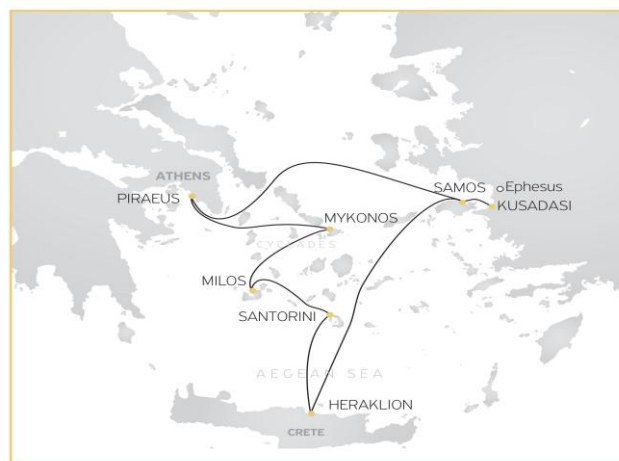 ATHENS
PIRAEUS
SAMOS
Ephesus
KUSADASI
MYKONOS
CYCLADES
MILOS
SANTORINI
AEGEAN SEA
HERAKLION
CRETE